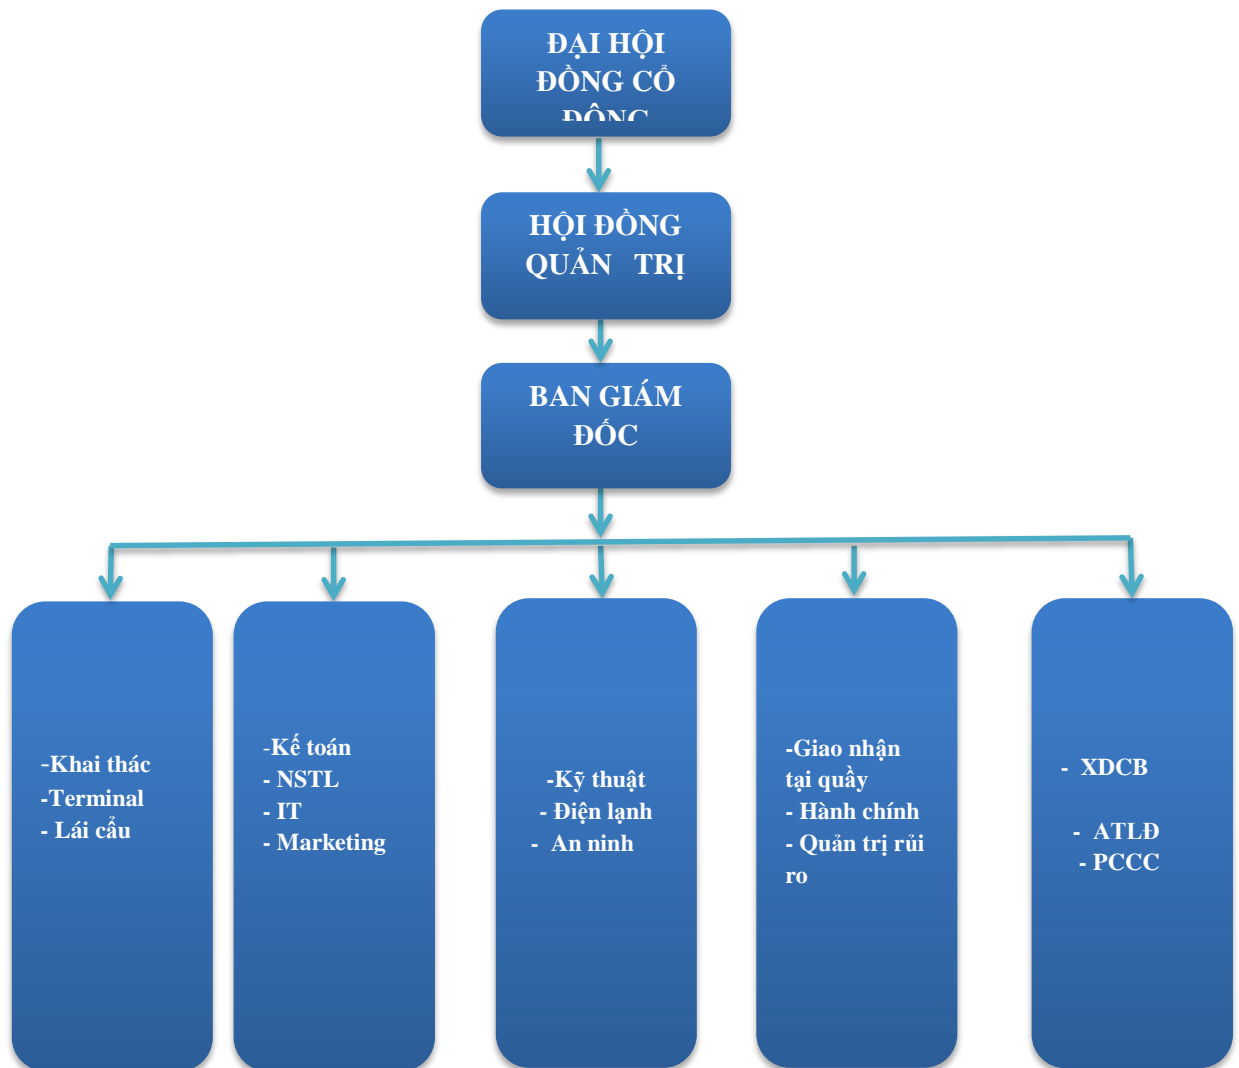 ĐẠI HỘI
ĐỒNG CỔ
ĐÔNG
HỘI ĐỒNG
QUẢN TRỊ
BAN GIÁM
ĐỐC
-Khai thác
-Terminal
- Lái cẩu
-Kế toán
- NSTL
- IT
- Marketing
-Kỹ thuật
- Điện lạnh
- An ninh
-Giao nhận
tại quầy
- Hành chính
- Quản trị rủi
ro
- XDCB
- ATLĐ
- PCCC